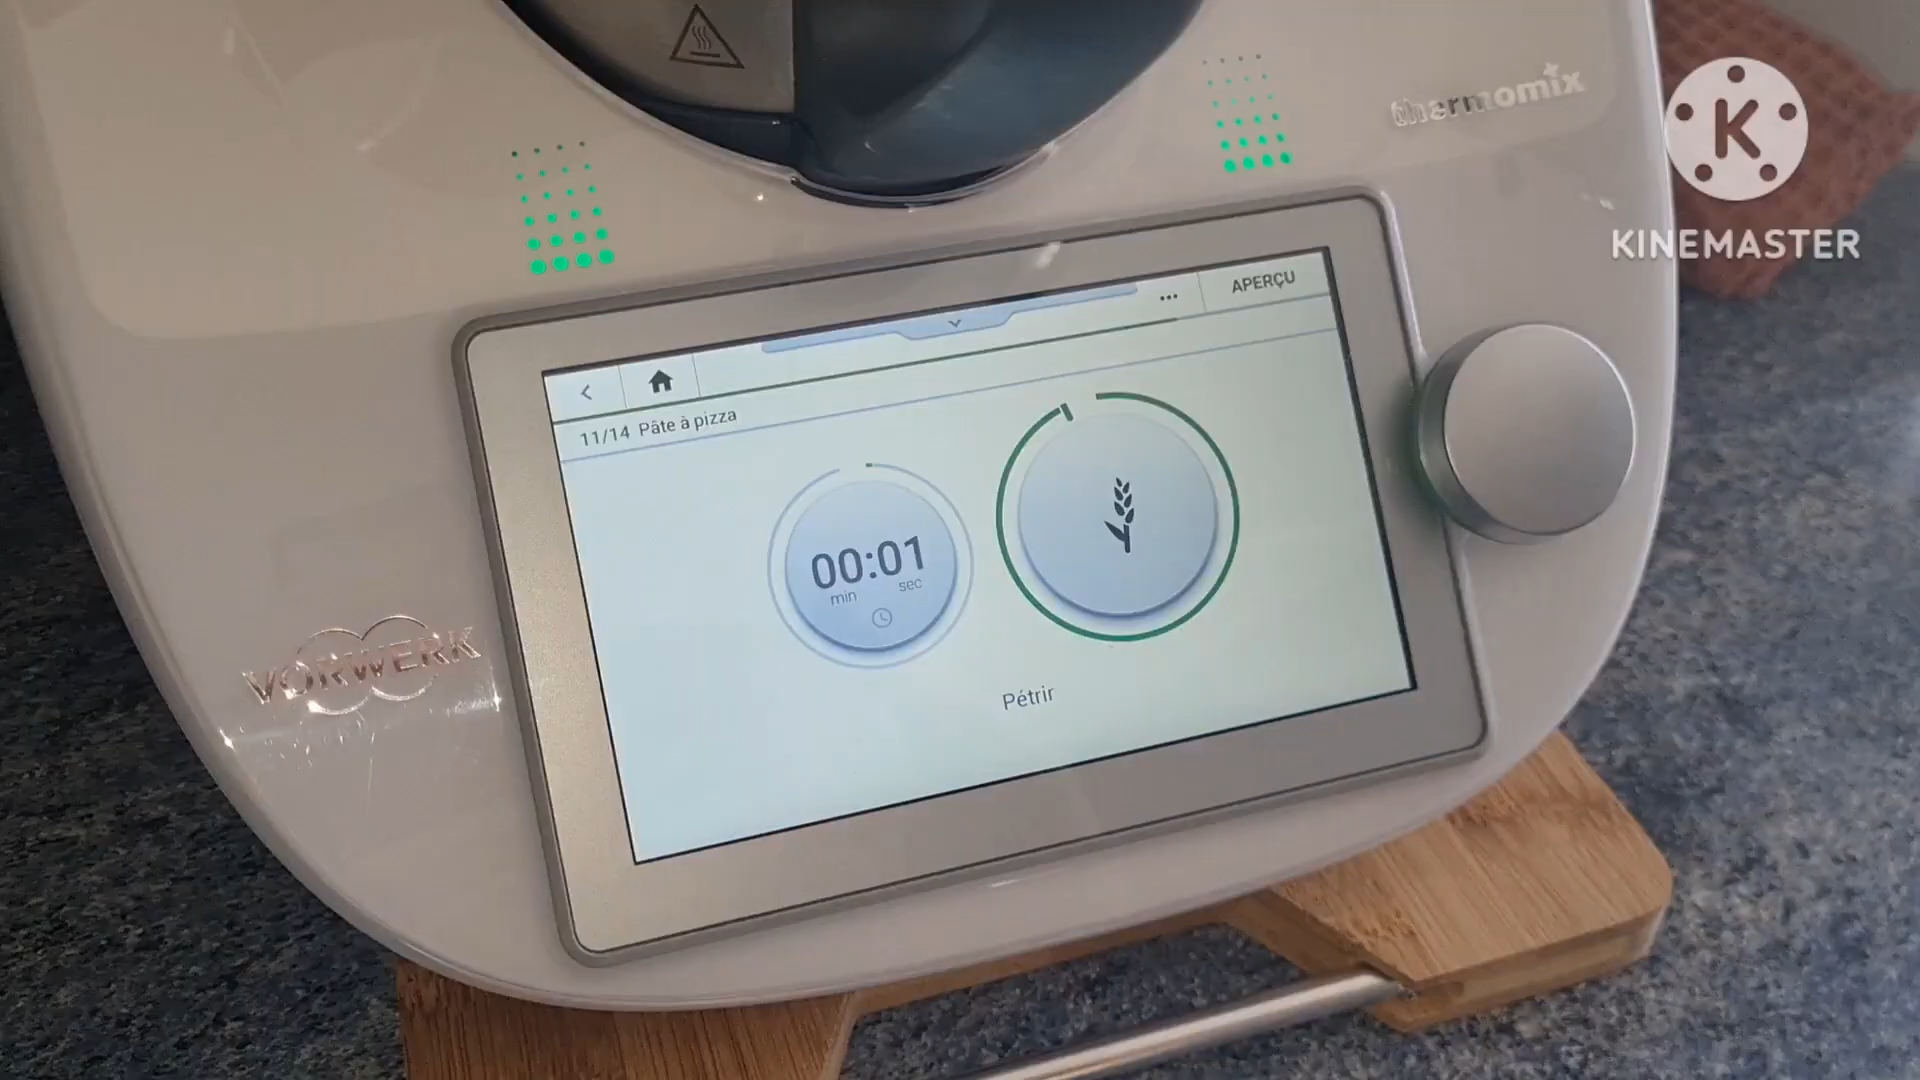 thermomix
K
KINEMASTER
APERÇU
11/14 Pâte à pizza
00:01
min sec
Pétrir
VORWERK